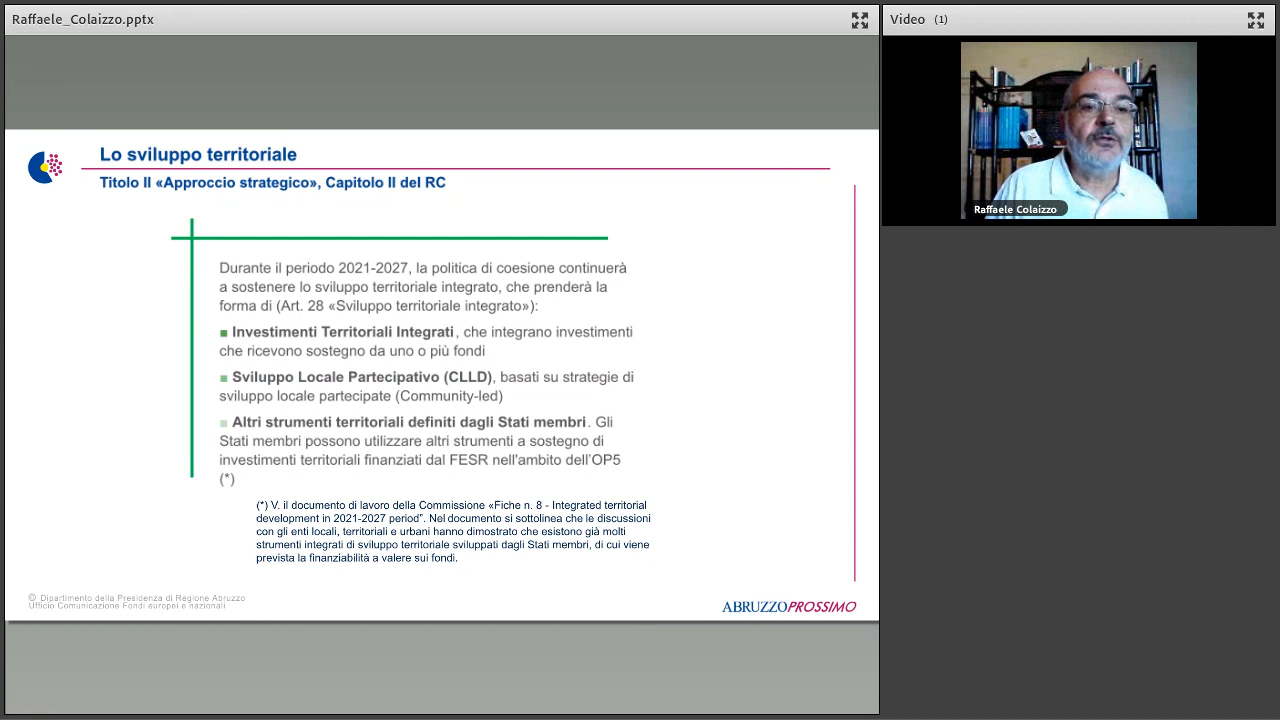 Raffaele_Colaizzo.pptx
Video (1)
Lo sviluppo territoriale
Titolo II «Approccio strategico», Capitolo II del RC
Durante il periodo 2021-2027, la politica di coesione continuerà
a sostenere lo sviluppo territoriale integrato, che prenderà la
forma di (Art. 28 «Sviluppo territoriale integrato»):
■ Investimenti Territoriali Integrati, che integrano investimenti
che ricevono sostegno da uno o più fondi
■ Sviluppo Locale Partecipativo (CLLD), basati su strategie di
sviluppo locale partecipate (Community-led)
■ Altri strumenti territoriali definiti dagli Stati membri. Gli
Stati membri possono utilizzare altri strumenti a sostegno di
investimenti territoriali finanziati dal FESR nell'ambito dell'OP5
(*)
(*) V. il documento di lavoro della Commissione «Fiche n. 8 - Integrated territorial
development in 2021-2027 period”. Nel documento si sottolinea che le discussioni
con gli enti locali, territoriali e urbani hanno dimostrato che esistono già molti
strumenti integrati di sviluppo territoriale sviluppati dagli Stati membri, di cui viene
prevista la finanziabilità a valere sui fondi.
© Dipartimento della Presidenza di Regione Abruzzo
Ufficio Comunicazione Fondi europei e nazionali
ABRUZZOPROSSIMO
Raffaele Colaizzo